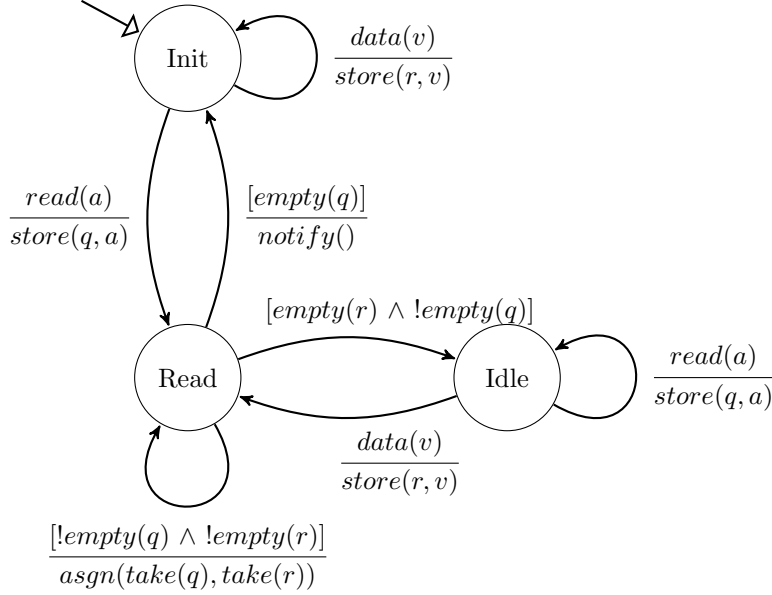 Init
data(v)
store(r, v)
read(a)
store(q, a)
[empty(q)]
notify()
[empty(r) ∧ !empty(q)]
Read
Idle
read(a)
store(q, a)
data(v)
store(r, v)
[!empty(q) ∧ !empty(r)]
asgn(take(q), take(r))